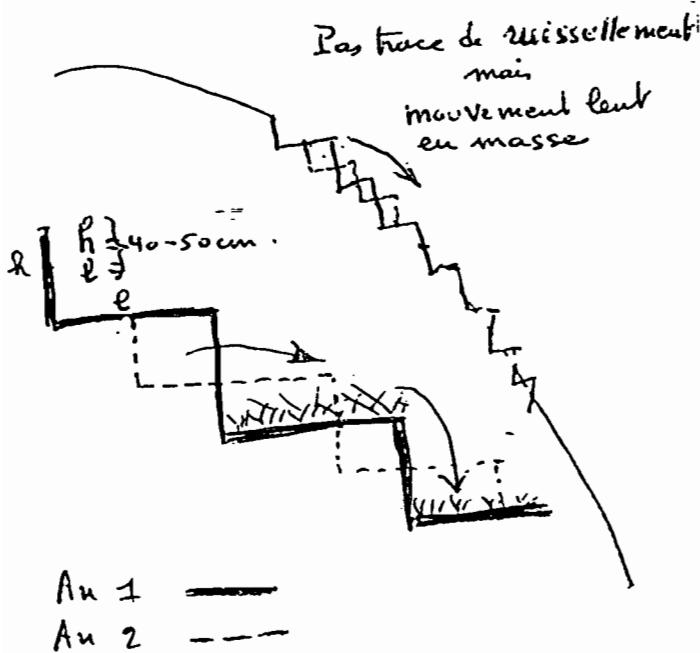 Pas trace de ruissellement
mais
mouvement lent
en masse
h
h } = 40-50cm.
l
l
An 1
An 2